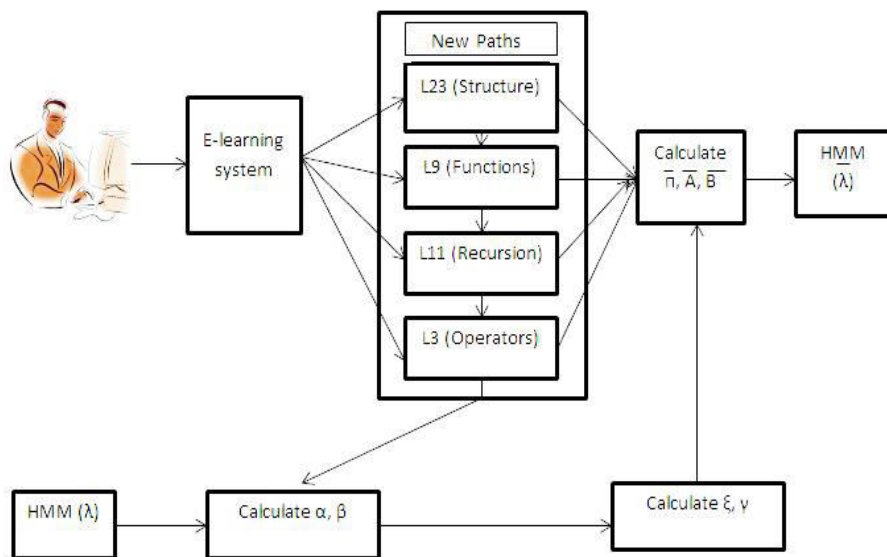 New Paths
L23 (Structure)
E-learning
system
L9 (Functions)
L11 (Recursion)
L3 (Operators)
Calculate
π̅, A̅, B̅
HMM
(λ̅)
HMM (λ)
Calculate α, β
Calculate ξ, γ